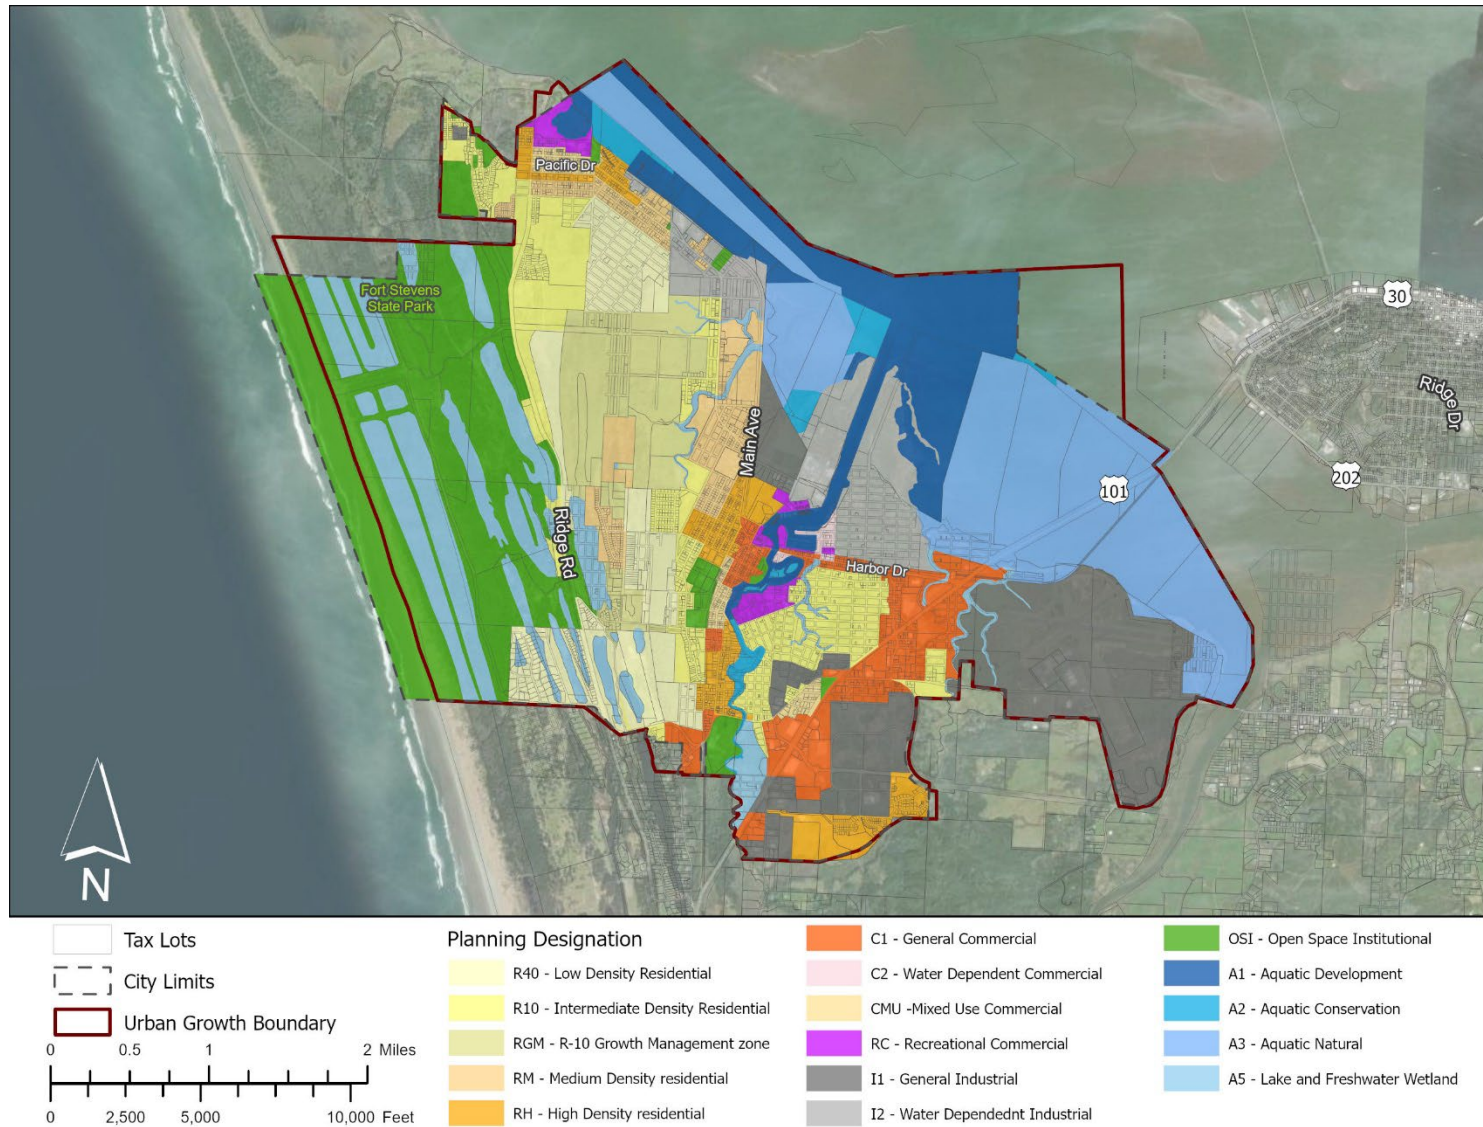 Pacific Dr
Fort Stevens
State Park
30
Ridge Dr
Main Ave
202
101
Ridge Rd
Harbor Dr
N
Tax Lots
City Limits
Urban Growth Boundary
0 0.5 1 2 Miles
0 2,500 5,000 10,000 Feet
Planning Designation
R40 - Low Density Residential
R10 - Intermediate Density Residential
RGM - R-10 Growth Management zone
RM - Medium Density residential
RH - High Density residential
C1 - General Commercial
C2 - Water Dependent Commercial
CMU -Mixed Use Commercial
RC - Recreational Commercial
I1 - General Industrial
I2 - Water Dependednt Industrial
OSI - Open Space Institutional
A1 - Aquatic Development
A2 - Aquatic Conservation
A3 - Aquatic Natural
A5 - Lake and Freshwater Wetland